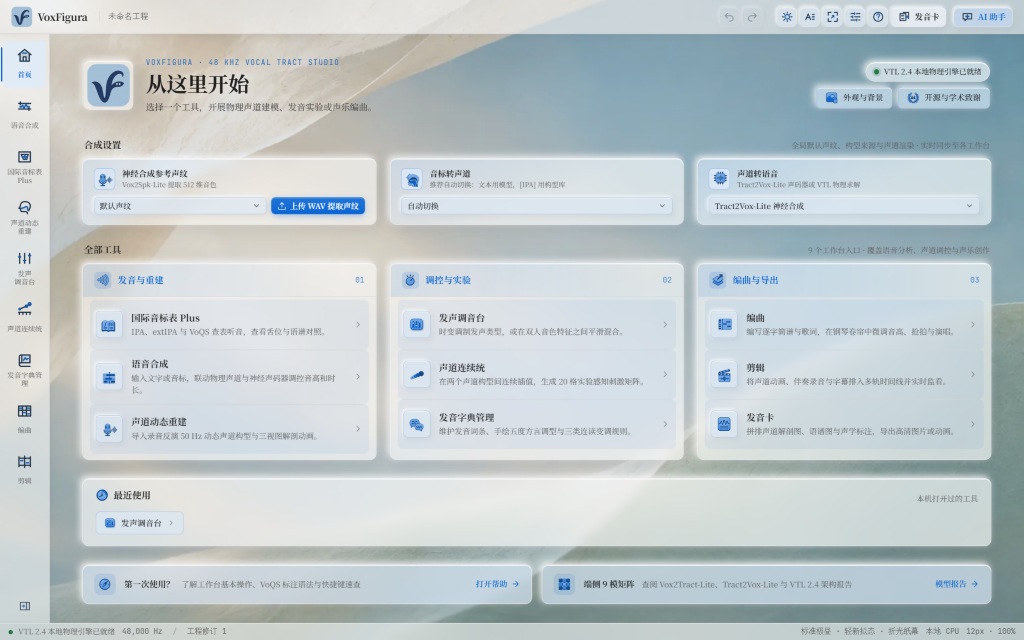 VoxFigura
未命名工程
AΞ
发音卡
AI 助手
首页
语音合成
国际音标表
Plus
声道动态
重建
发声
调音台
声道连续统
发音字典管
理
编曲
剪辑
VOXFIGURA · 48 KHZ VOCAL TRACT STUDIO
从这里开始
选择一个工具，开展物理声道建模、发音实验或声乐编曲。
VTL 2.4 本地物理引擎已就绪
外观与背景
开源与学术致谢
合成设置
全局默认声纹、构型来源与声道渲染 · 实时同步至各工作台
神经合成参考声纹
Vox2Spk-Lite 提取 512 维音色
默认声纹
上传 WAV 提取声纹
音标转声道
推荐自动切换：文本用模型，[IPA] 用构型库
自动切换
声道转语音
Tract2Vox-Lite 声码器或 VTL 物理求解
Tract2Vox-Lite 神经合成
全部工具
9 个工作台入口 · 覆盖语音分析、声道调控与声乐创作
发音与重建
01
国际音标表 Plus
IPA、extIPA 与 VoQS 查表听音，查看舌位与语谱对照。
语音合成
输入文字或音标，联动物理声道与神经声码器调控音高和时
长。
声道动态重建
导入录音反演 50 Hz 动态声道构型与三视图解剖动画。
调控与实验
02
发声调音台
时变调制发声类型，或在双人音色特征之间平滑混合。
声道连续统
在两个声道构型间连续插值，生成 20 格实验感知刺激矩阵。
发音字典管理
维护发音词条、手绘五度方言调型与三类连读变调规则。
编曲与导出
03
编曲
编写逐字简谱与歌词，在钢琴卷帘中微调音高、抢拍与演唱。
剪辑
将声道动画、伴奏录音与字幕排入多轨时间线并实时监看。
发音卡
拼排声道解剖图、语谱图与声学标注，导出高清图片或动画。
最近使用
本机打开过的工具
发声调音台
第一次使用？
了解工作台基本操作、VoQS 标注语法与快捷键速查
打开帮助 →
端侧 9 模矩阵
查阅 Vox2Tract-Lite、Tract2Vox-Lite 与 VTL 2.4 架构报告
模型报告 →
VTL 2.4 本地物理引擎已就绪
48,000 Hz
/
工程修订 1
标准级显 · 轻新拟态 · 折光纸幕
本地 CPU
12px · 100%